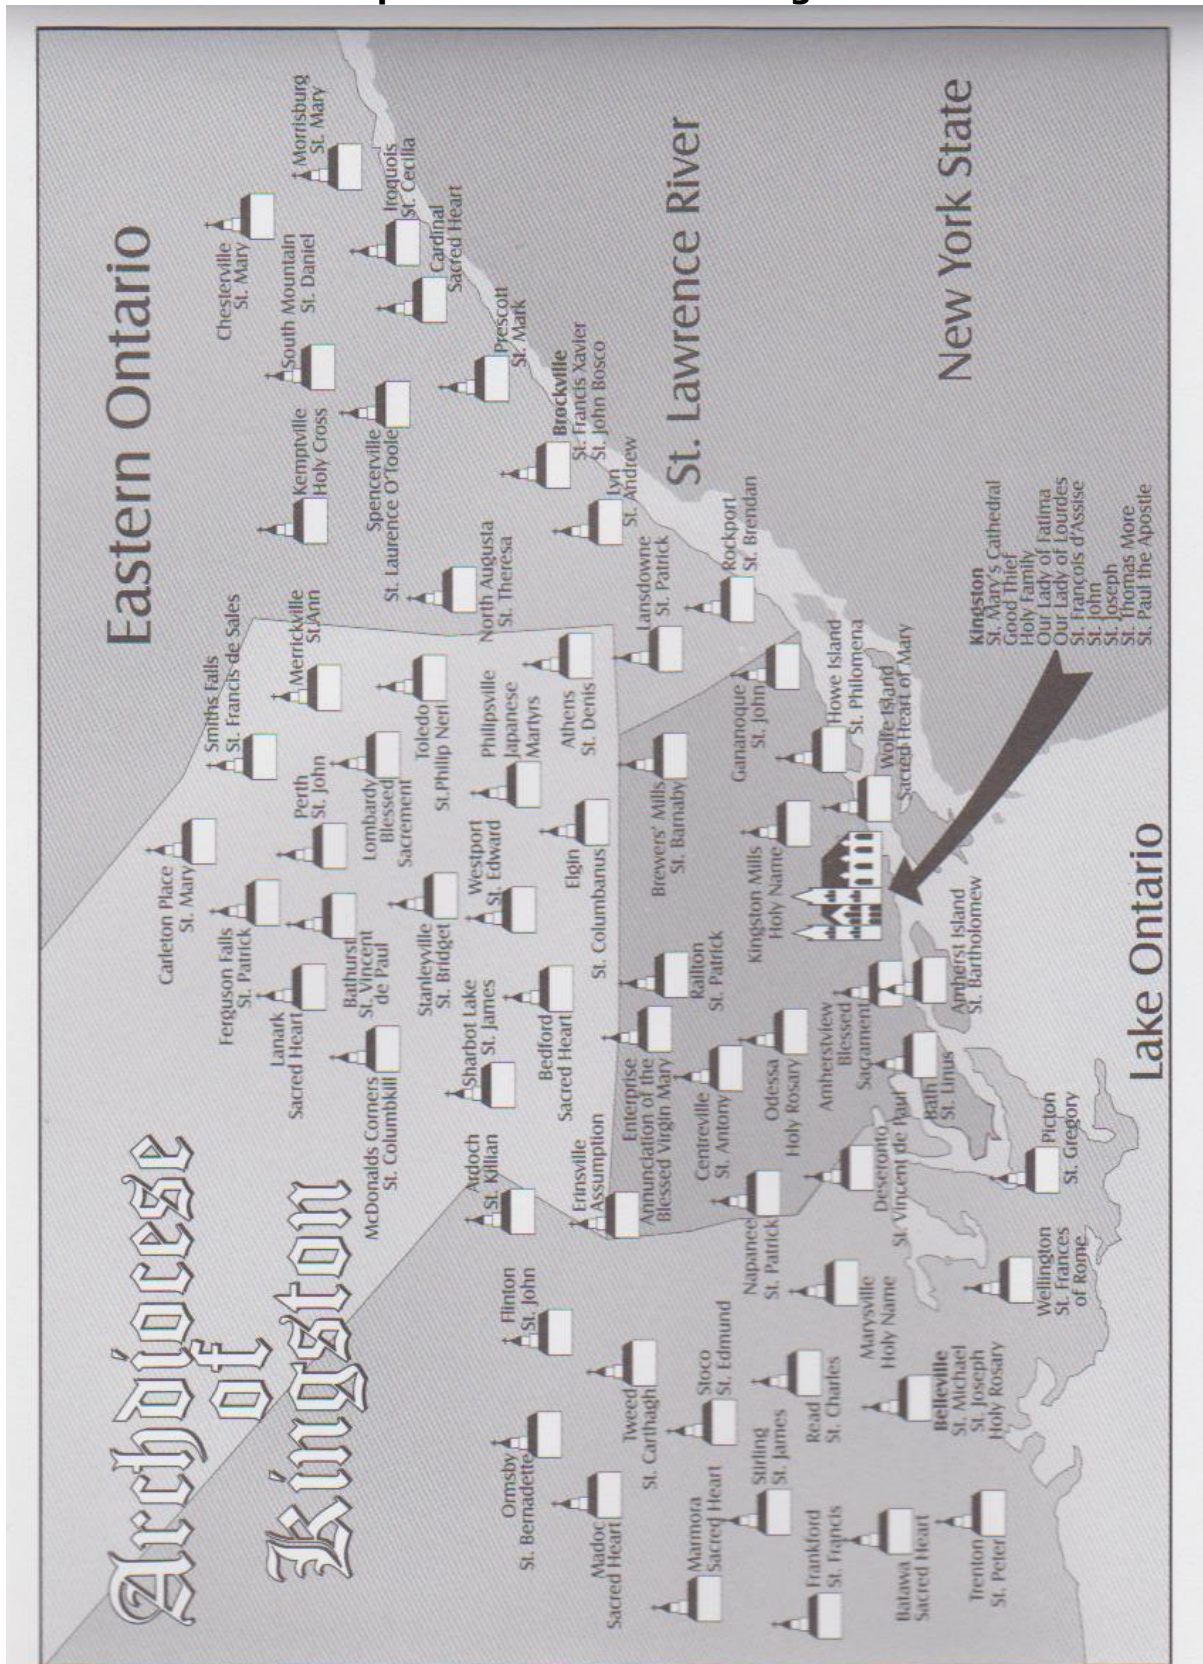 Archdiocese
of
Kingston
Eastern Ontario
St. Lawrence River
New York State
Lake Ontario
Carleton Place
St. Mary
Smiths Falls
St. Francis de Sales
Chesterville
St. Mary
Morrisburg
St. Mary
South Mountain
St. Daniel
Iroquois
St. Cecilia
Cardinal
Sacred Heart
Kemptville
Holy Cross
Prescott
St. Mark
Spencerville
St. Laurence O'Toole
Brockville
St. Francis Xavier
St. John Bosco
Lyn
St. Andrew
North Augusta
St. Theresa
Merrickville
St. Ann
Ferguson Falls
St. Patrick
Perth
St. John
Lanark
Sacred Heart
Bathurst
St. Vincent
de Paul
Lombardy
Blessed
Sacrement
Toledo
St.Philip Neri
McDonalds Corners
St. Columbkill
Stanleyville
St. Bridget
Westport
St. Edward
Philipsville
Japanese
Martyrs
Athens
St. Denis
Sharbot Lake
St. James
Elgin
St. Columbanus
Bedford
Sacred Heart
Ardoch
St. Killian
Lansdowne
St. Patrick
Rockport
St. Brendan
Flinton
St. John
Erinsville
Assumption
Enterprise
Annunciation of the
Blessed Virgin Mary
Railton
St. Patrick
Brewers' Mills
St. Barnaby
Gananoque
St. John
Ormsby
St. Bernadette
Centreville
St. Antony
Odessa
Holy Rosary
Kingston Mills
Holy Name
Howe Island
St. Philomena
Wolfe Island
Sacred Heart of Mary
Madoc
Sacred Heart
Tweed
St. Carthagh
Stoco
St. Edmund
Napanee
St. Patrick
Amherstview
Blessed
Sacrament
Amherst Island
St. Bartholomew
Kingston
St. Mary's Cathedral
Good Thief
Holy Family
Our Lady of Fatima
Our Lady of Lourdes
St. François d'Assise
St. John
St. Joseph
St. Thomas More
St. Paul the Apostle
Marmora
Sacred Heart
Stirling
St. James
Read
St. Charles
Marysville
Holy Name
Deseronto
St. Vincent de Paul
Bath
St. Linus
Frankford
St. Francis
Belleville
St. Michael
St. Joseph
Holy Rosary
Picton
St. Gregory
Batawa
Sacred Heart
Trenton
St. Peter
Wellington
St. Frances
of Rome